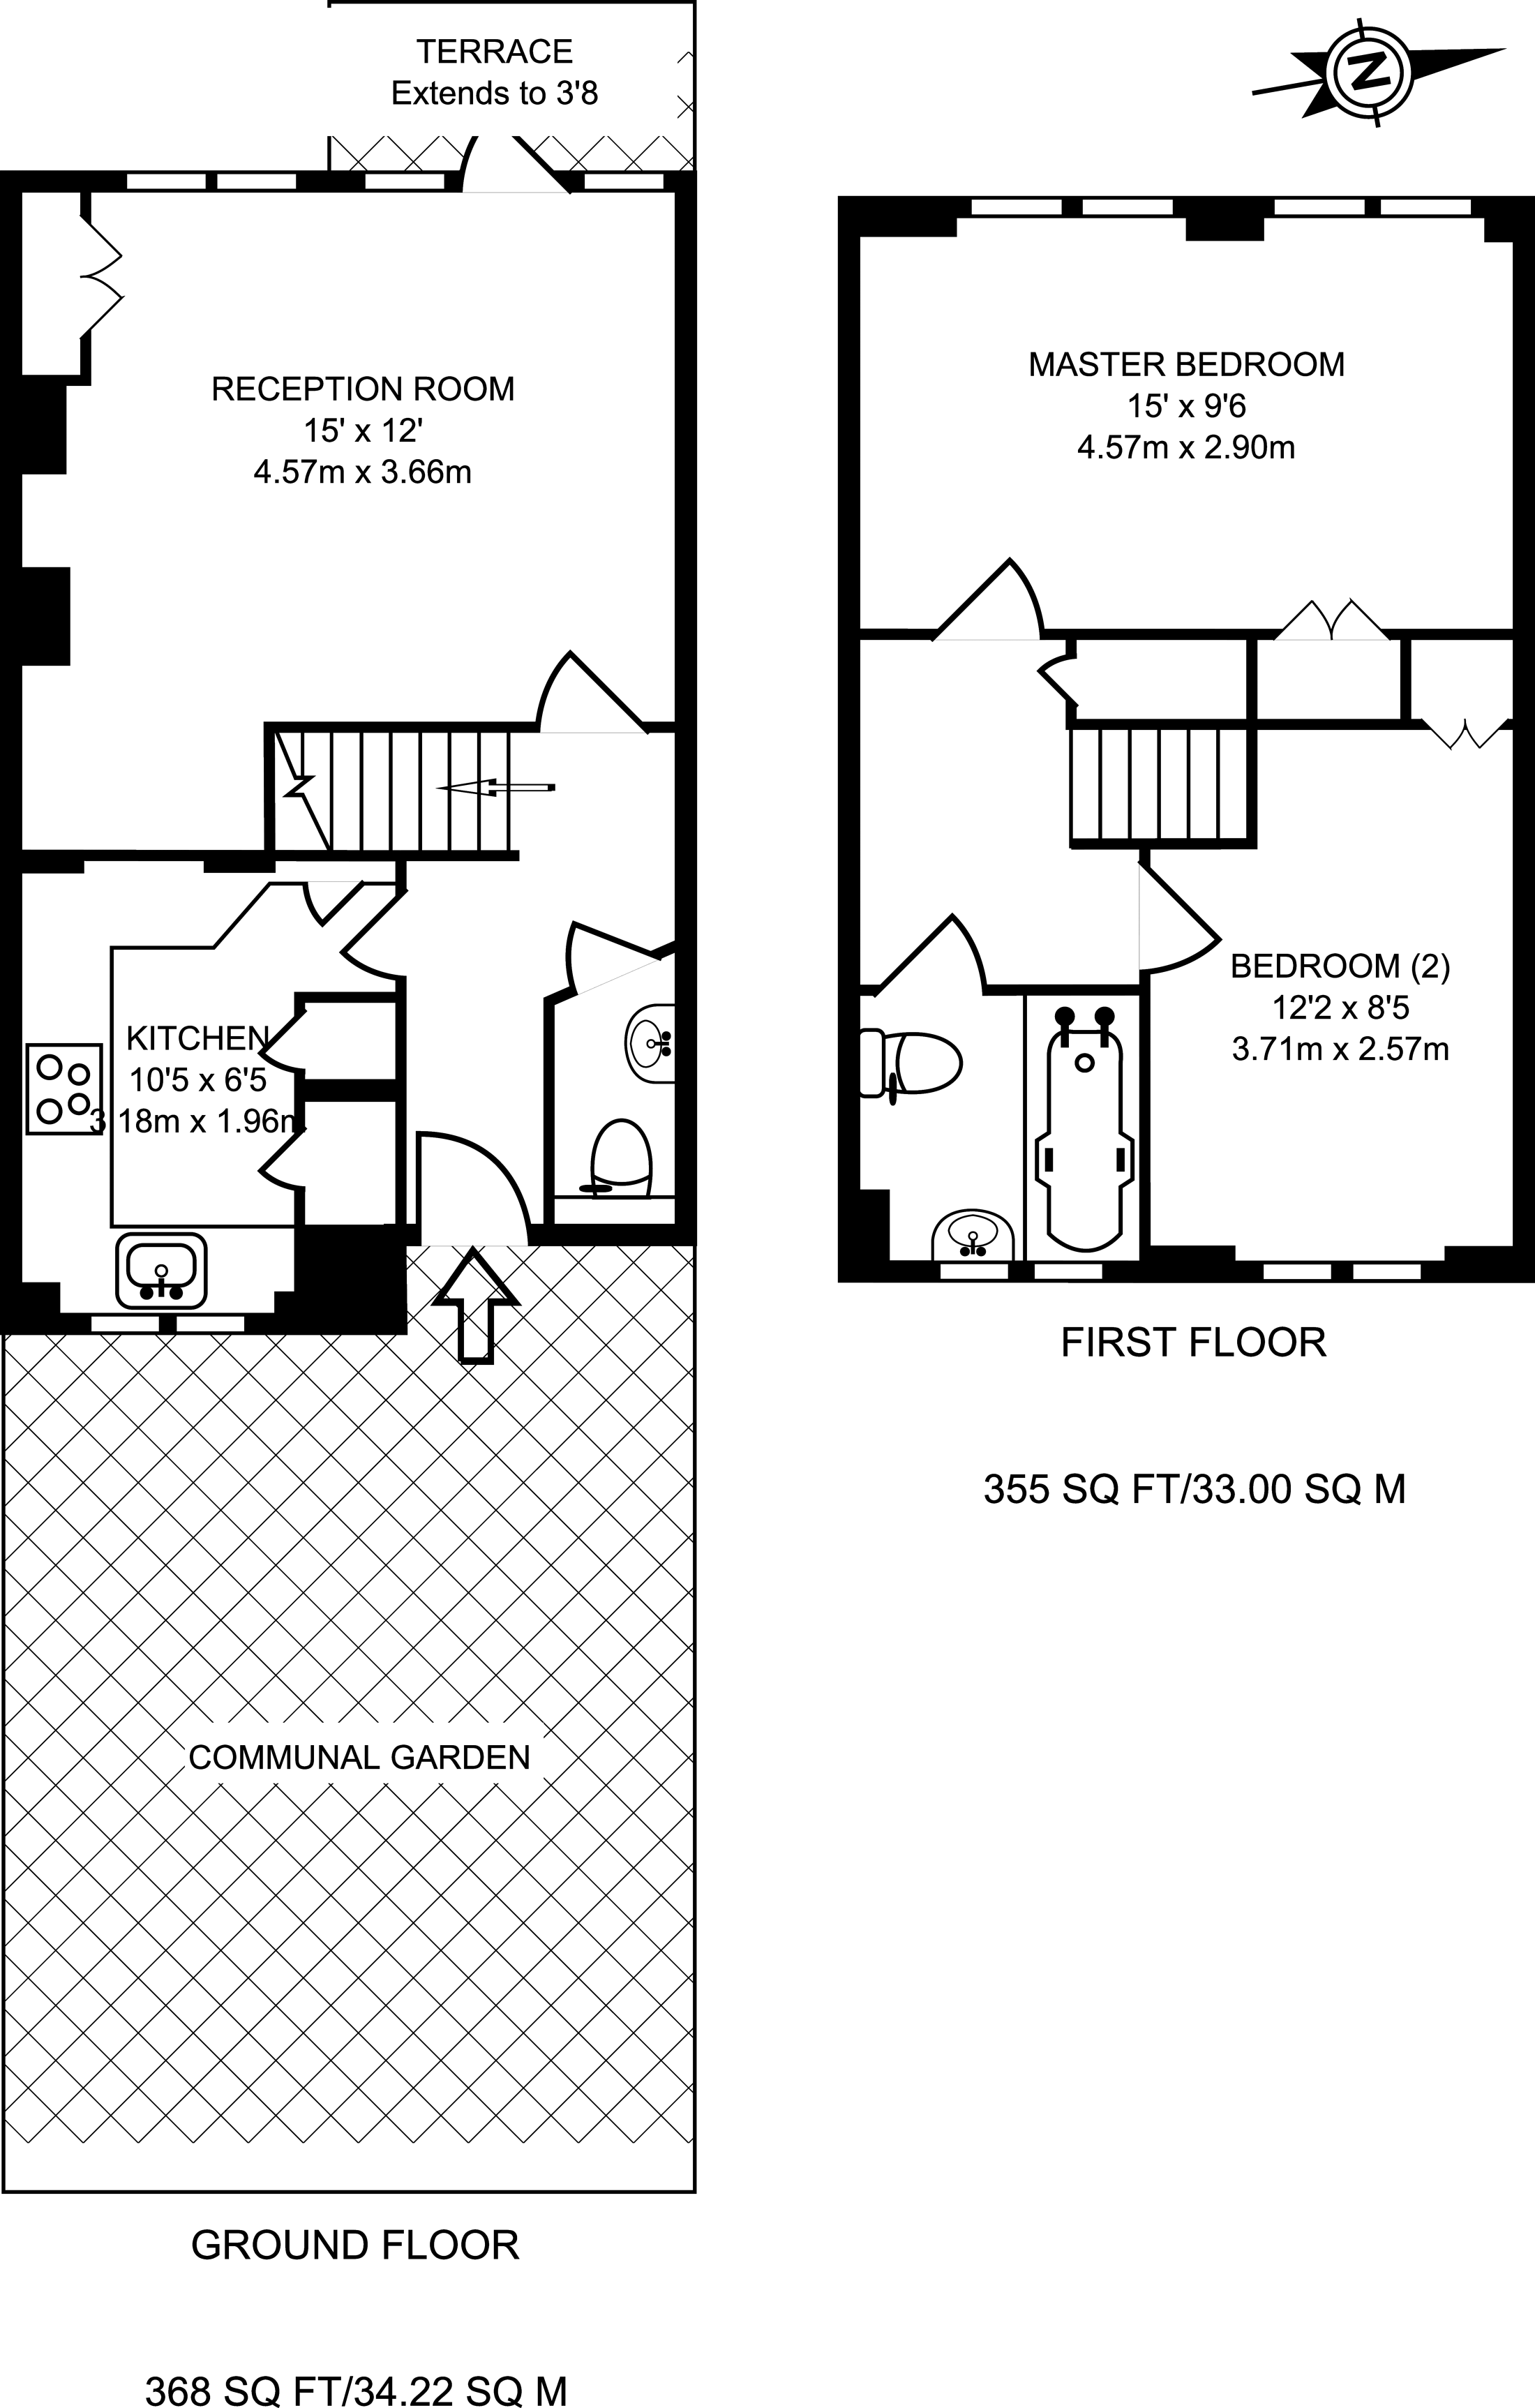 TERRACE
Extends to 3'8
N
RECEPTION ROOM
15' x 12'
4.57m x 3.66m
MASTER BEDROOM
15' x 9'6
4.57m x 2.90m
KITCHEN
10'5 x 6'5
3 18m x 1.96m
BEDROOM (2)
12'2 x 8'5
3.71m x 2.57m
FIRST FLOOR
355 SQ FT/33.00 SQ M
COMMUNAL GARDEN
GROUND FLOOR
368 SQ FT/34.22 SQ M